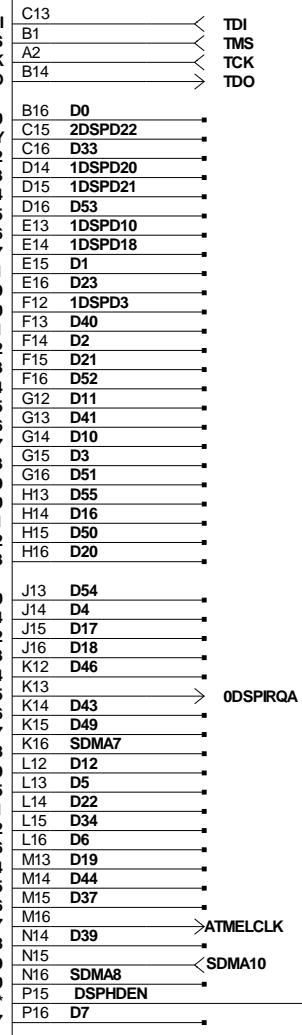 C13 TDI
B1 TMS
A2 TCK
B14 TDO
B16 D0
C15 2DSPD22
C16 D33
D14 1DSPD20
D15 1DSPD21
D16 D53
E13 1DSPD10
E14 1DSPD18
E15 D1
E16 D23
F12 1DSPD3
F13 D40
F14 D2
F15 D21
F16 D52
G12 D11
G13 D41
G14 D10
G15 D3
G16 D51
H13 D55
H14 D16
H15 D50
H16 D20
J13 D54
J14 D4
J15 D17
J16 D18
K12 D46
K13 0DSPIRQA
K14 D43
K15 D49
K16 SDMA7
L12 D12
L13 D5
L14 D22
L15 D34
L16 D6
M13 D19
M14 D44
M15 D37
M16 ATMELCLK
N14 D39
N15 SDMA10
N16 SDMA8
P15 DSPHDEN
P16 D7